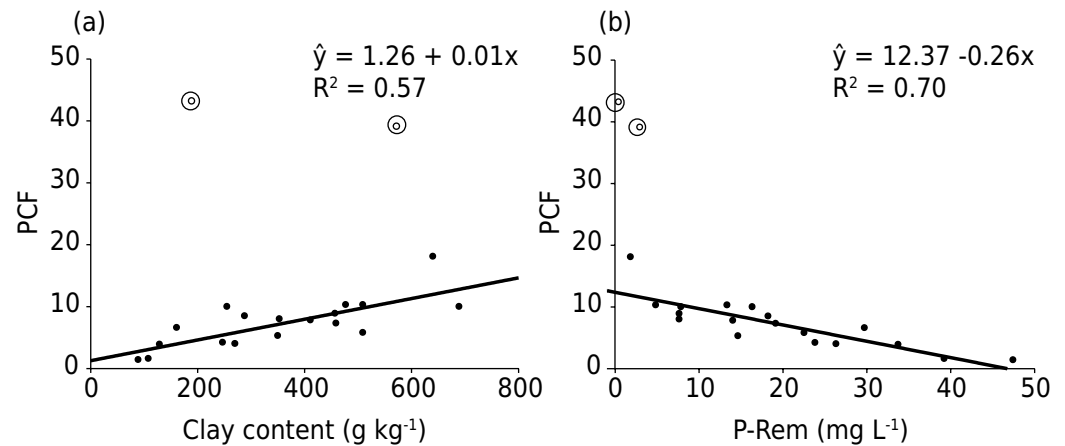 (a)
ŷ = 1.26 + 0.01x
R² = 0.57
50
40
30
20
10
0
PCF
0 200 400 600 800
Clay content (g kg⁻¹)
(b)
ŷ = 12.37 -0.26x
R² = 0.70
50
40
30
20
10
0
PCF
0 10 20 30 40 50
P-Rem (mg L⁻¹)